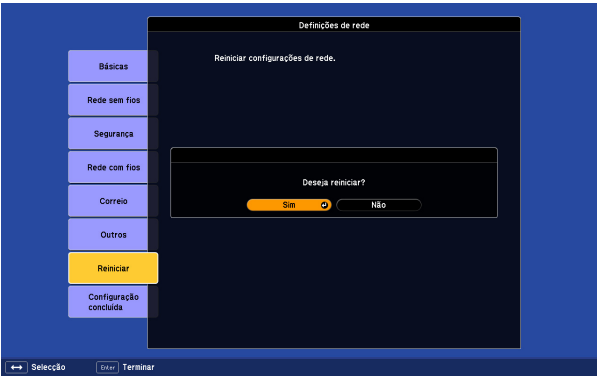 Definições de rede
Reiniciar configurações de rede.
Básicas
Rede sem fios
Segurança
Rede com fios
Correio
Outros
Reiniciar
Configuração
concluída
Deseja reiniciar?
Sim Não
Selecção Enter Terminar